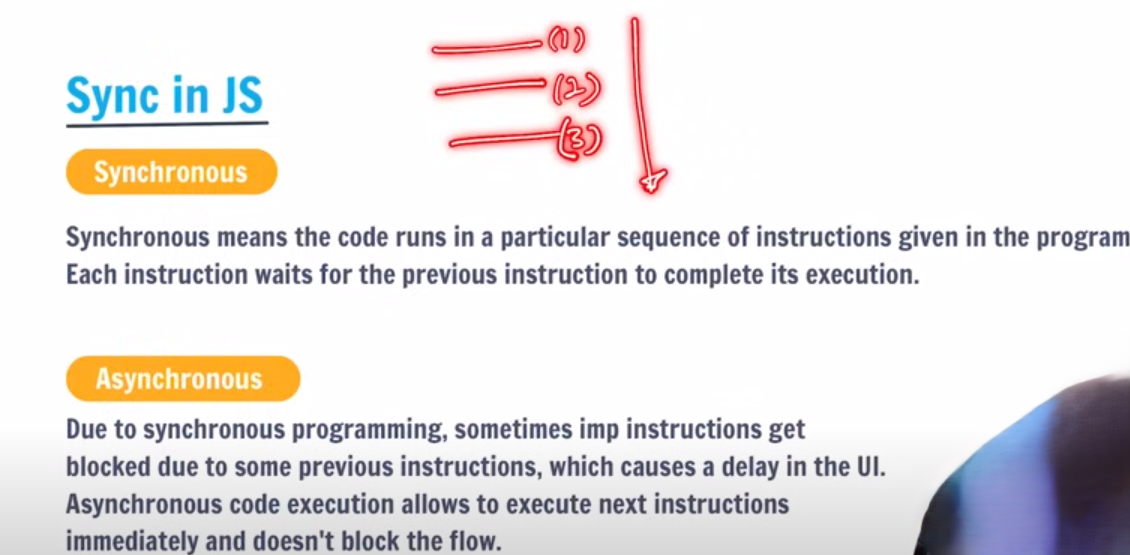 (1)
(2)
(3)
Sync in JS
Synchronous
Synchronous means the code runs in a particular sequence of instructions given in the program
Each instruction waits for the previous instruction to complete its execution.
Asynchronous
Due to synchronous programming, sometimes imp instructions get
blocked due to some previous instructions, which causes a delay in the UI.
Asynchronous code execution allows to execute next instructions
immediately and doesn't block the flow.